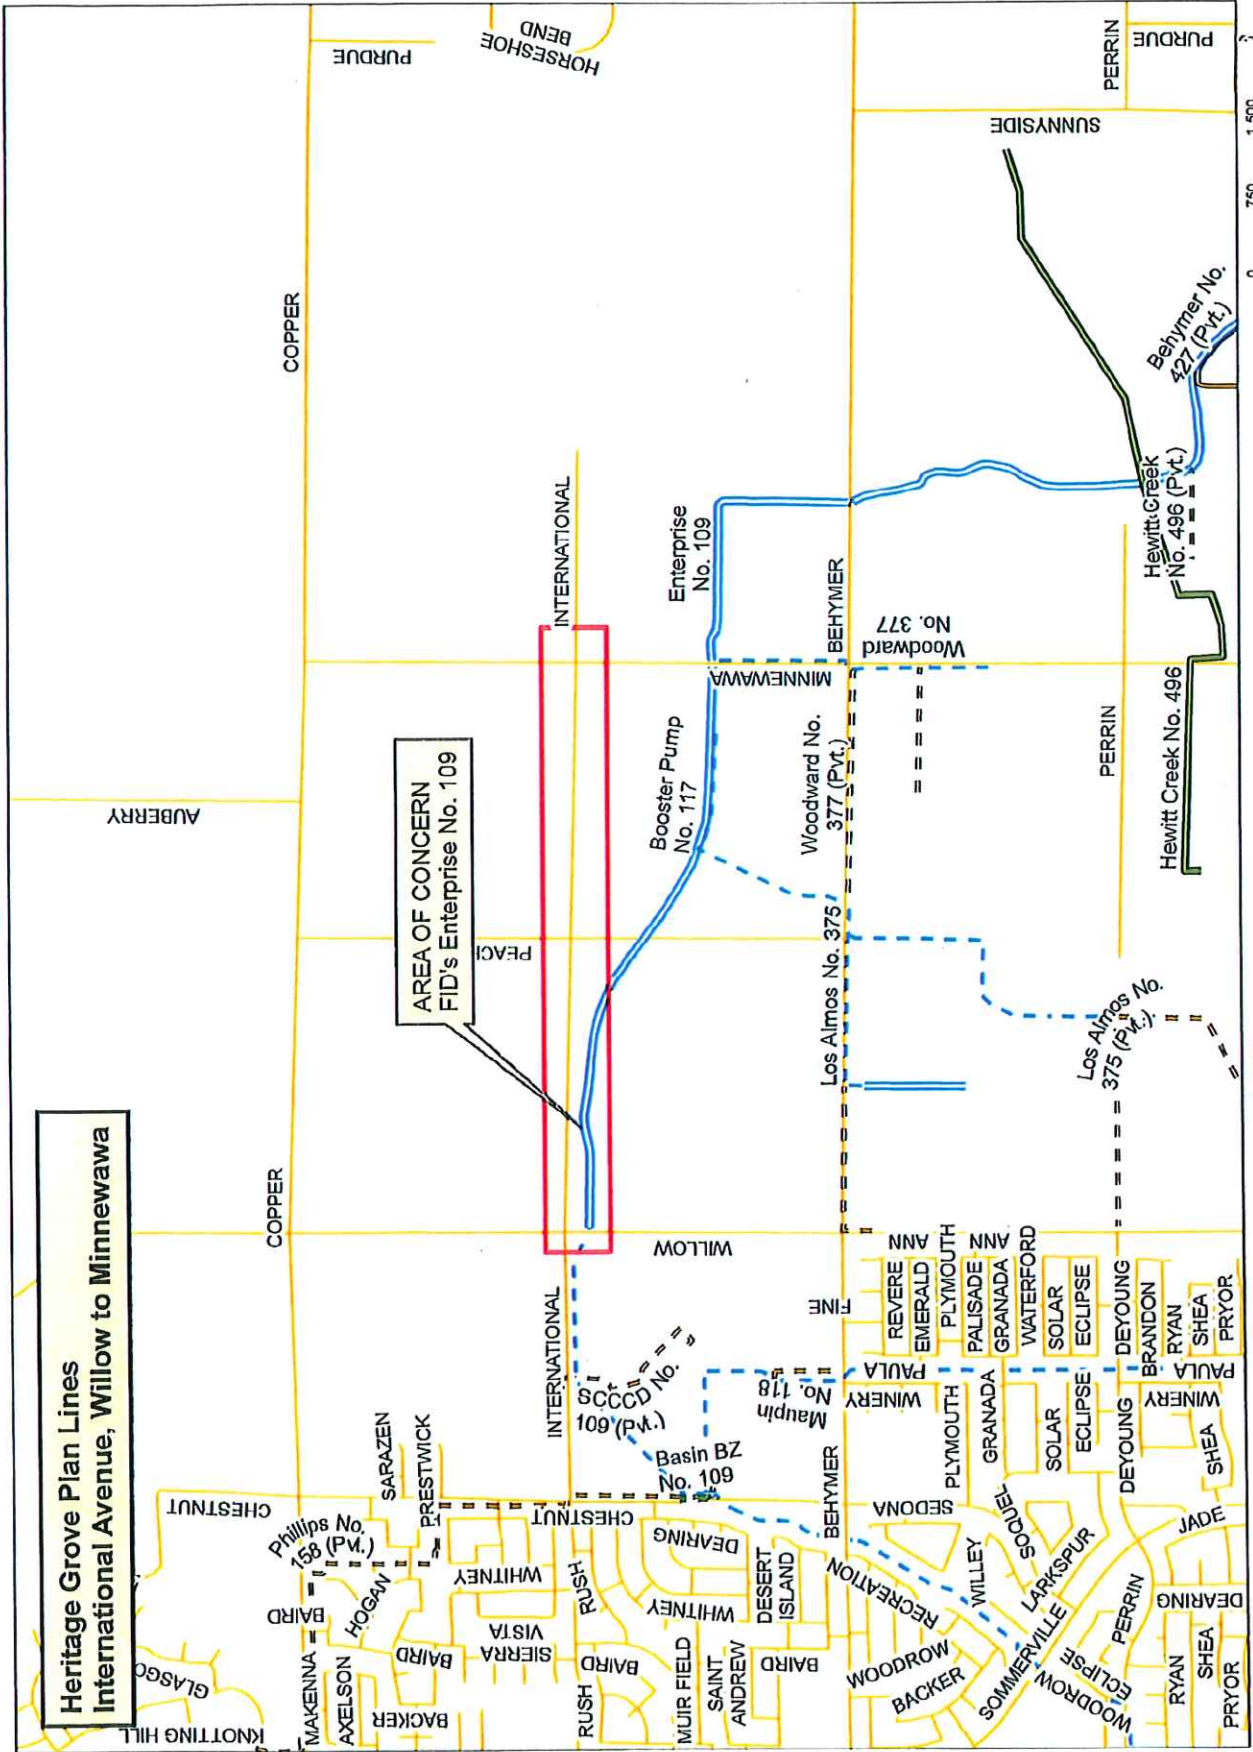 Heritage Grove Plan Lines
International Avenue, Willow to Minnewawa
AREA OF CONCERN
FID's Enterprise No. 109
COPPER
COPPER
AUBERRY
PURDUE
HORSESHOE
BEND
INTERNATIONAL
INTERNATIONAL
PEACH
WILLOW
MINNEWAWA
Enterprise
No. 109
Booster Pump
No. 117
BEHYMER
BEHYMER
Woodward No.
377 (Pvt.)
Woodward
No. 377
Los Almos No. 375
Los Almos No.
375 (Pvt.)
Hewitt Creek No. 496
Hewitt Creek
No. 496 (Pvt.)
Behymer No.
427 (Pvt.)
PERRIN
PERRIN
SUNNYSIDE
PURDUE
0
750
1,500
KNOTTING HILL
GLASGO
CHESTNUT
Phillips No.
158 (Pvt.)
SARAZEN
PRESTWICK
MAKENNA
BAIRD
AXELSON
HOGAN
BACKER
BAIRD
SIERRA
VISTA
WHITNEY
CHESTNUT
RUSH
RUSH
BAIRD
MUIR FIELD
WHITNEY
DEARING
SAINT
ANDREW
DESERT
ISLAND
BAIRD
SCCCD No.
109 (Pvt.)
Basin BZ
No. 109
Maupin
No. 118
FINE
WINERY
PAULA
ANN
ANN
REVERE
EMERALD
PLYMOUTH
PALISADE
GRANADA
WATERFORD
SOLAR
ECLIPSE
DEYOUNG
BRANDON
RYAN
SHEA
PRYOR
PAULA
WINERY
PLYMOUTH
GRANADA
SOLAR
ECLIPSE
DEYOUNG
SHEA
SEDONA
RECREATION
WILLEY
SOQUEL
LARKSPUR
JADE
WOODROW
BACKER
SOMMERVILLE
PERRIN
DEARING
ECLIPSE
WOODROW
RYAN
SHEA
PRYOR